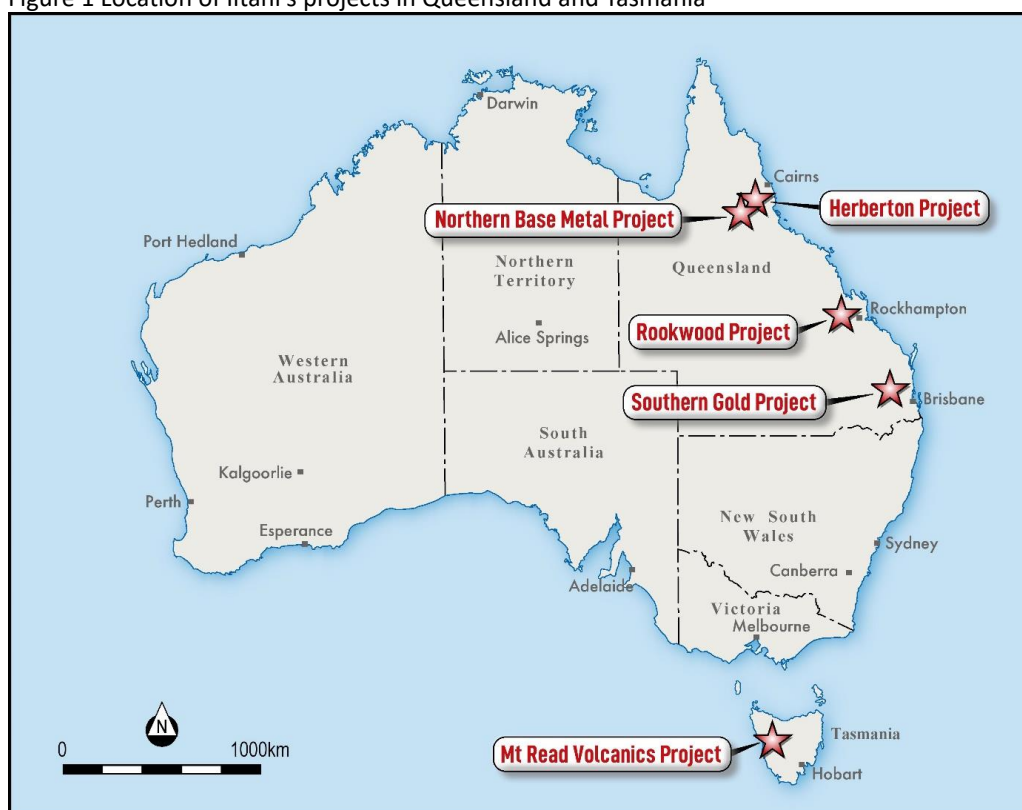 Figure 1 Location of Iltani's projects in Queensland and Tasmania
Darwin
Cairns
Northern Base Metal Project
Herberton Project
Port Hedland
Northern
Territory
Queensland
Rockhampton
Rookwood Project
Alice Springs
Western
Australia
Southern Gold Project
Brisbane
South
Australia
Kalgoorlie
Perth
New South
Wales
Esperance
Sydney
Adelaide
Canberra
Victoria
Melbourne
N
0
1000km
Mt Read Volcanics Project
Tasmania
Hobart